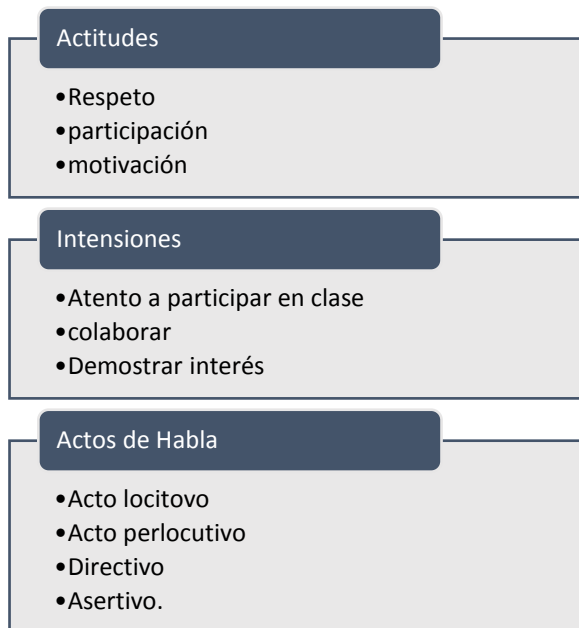 Actitudes
•Respeto
•participación
•motivación
Intensiones
•Atento a participar en clase
•colaborar
•Demostrar interés
Actos de Habla
•Acto locitovo
•Acto perlocutivo
•Directivo
•Asertivo.